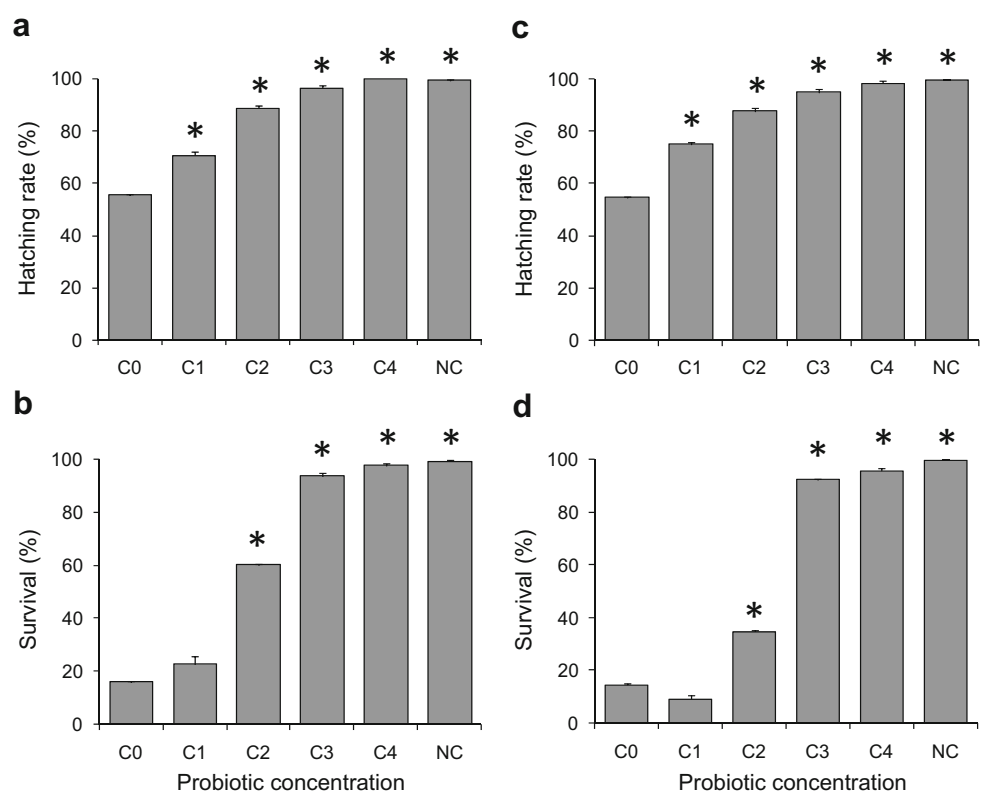 a
Hatching rate (%)
100
80
60
40
20
0
* * * * *
C0 C1 C2 C3 C4 NC
c
Hatching rate (%)
100
80
60
40
20
0
* * * * *
C0 C1 C2 C3 C4 NC
b
Survival (%)
100
80
60
40
20
0
* * * *
C0 C1 C2 C3 C4 NC
Probiotic concentration
d
Survival (%)
100
80
60
40
20
0
* * * *
C0 C1 C2 C3 C4 NC
Probiotic concentration